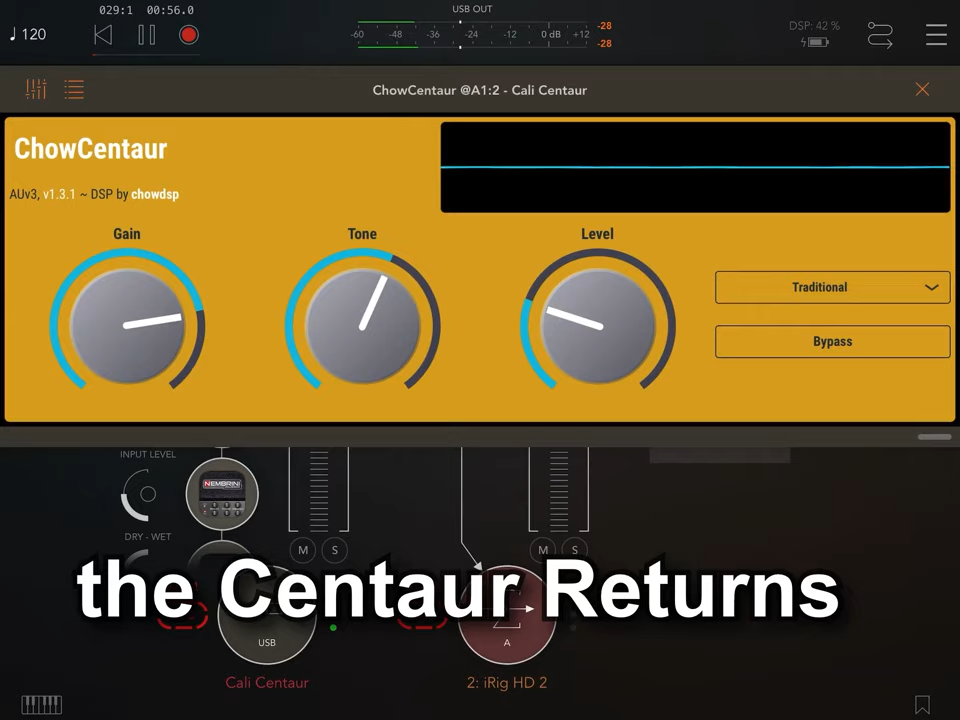 029:1 00:56.0
USB OUT
♩120
-60 -48 -36 -24 -12 0 dB +12
-28
-28
DSP: 42 %
ChowCentaur @A1:2 - Cali Centaur
ChowCentaur
AUv3, v1.3.1 ~ DSP by chowdsp
Gain
Tone
Level
Traditional
Bypass
INPUT LEVEL
NEMBRINI
DRY - WET
M S
M S
the Centaur Returns
USB
A
Cali Centaur
2: iRig HD 2